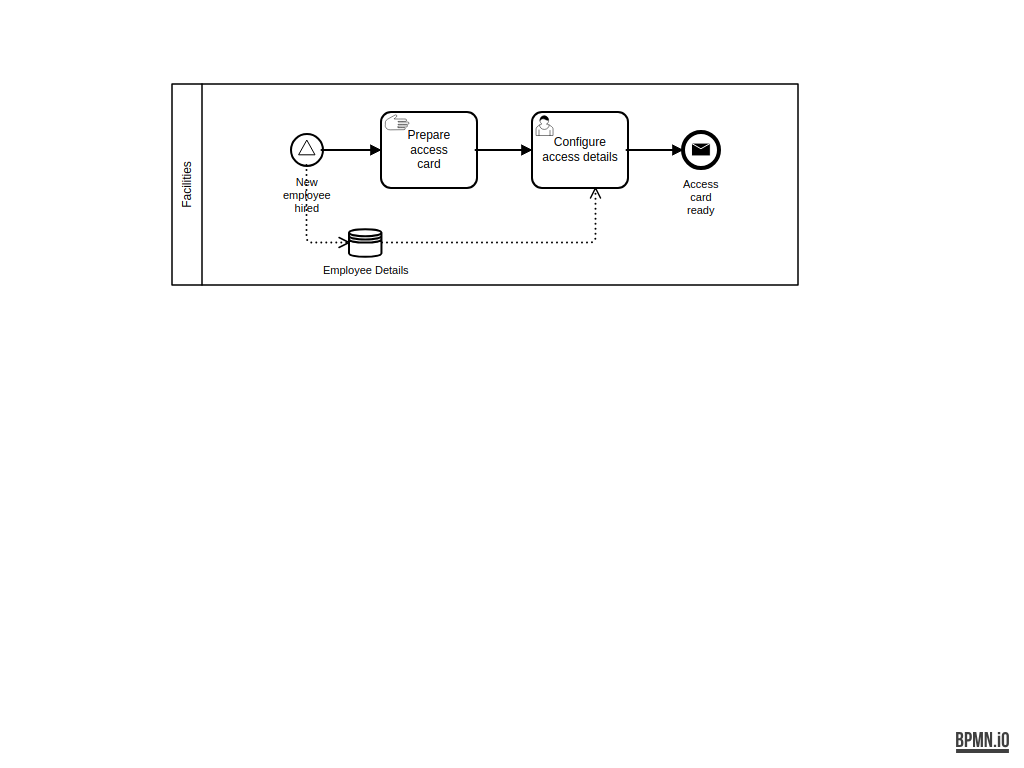 Facilities
New
employee
hired
Prepare
access
card
Configure
access details
Access
card
ready
Employee Details
BPMN.iO